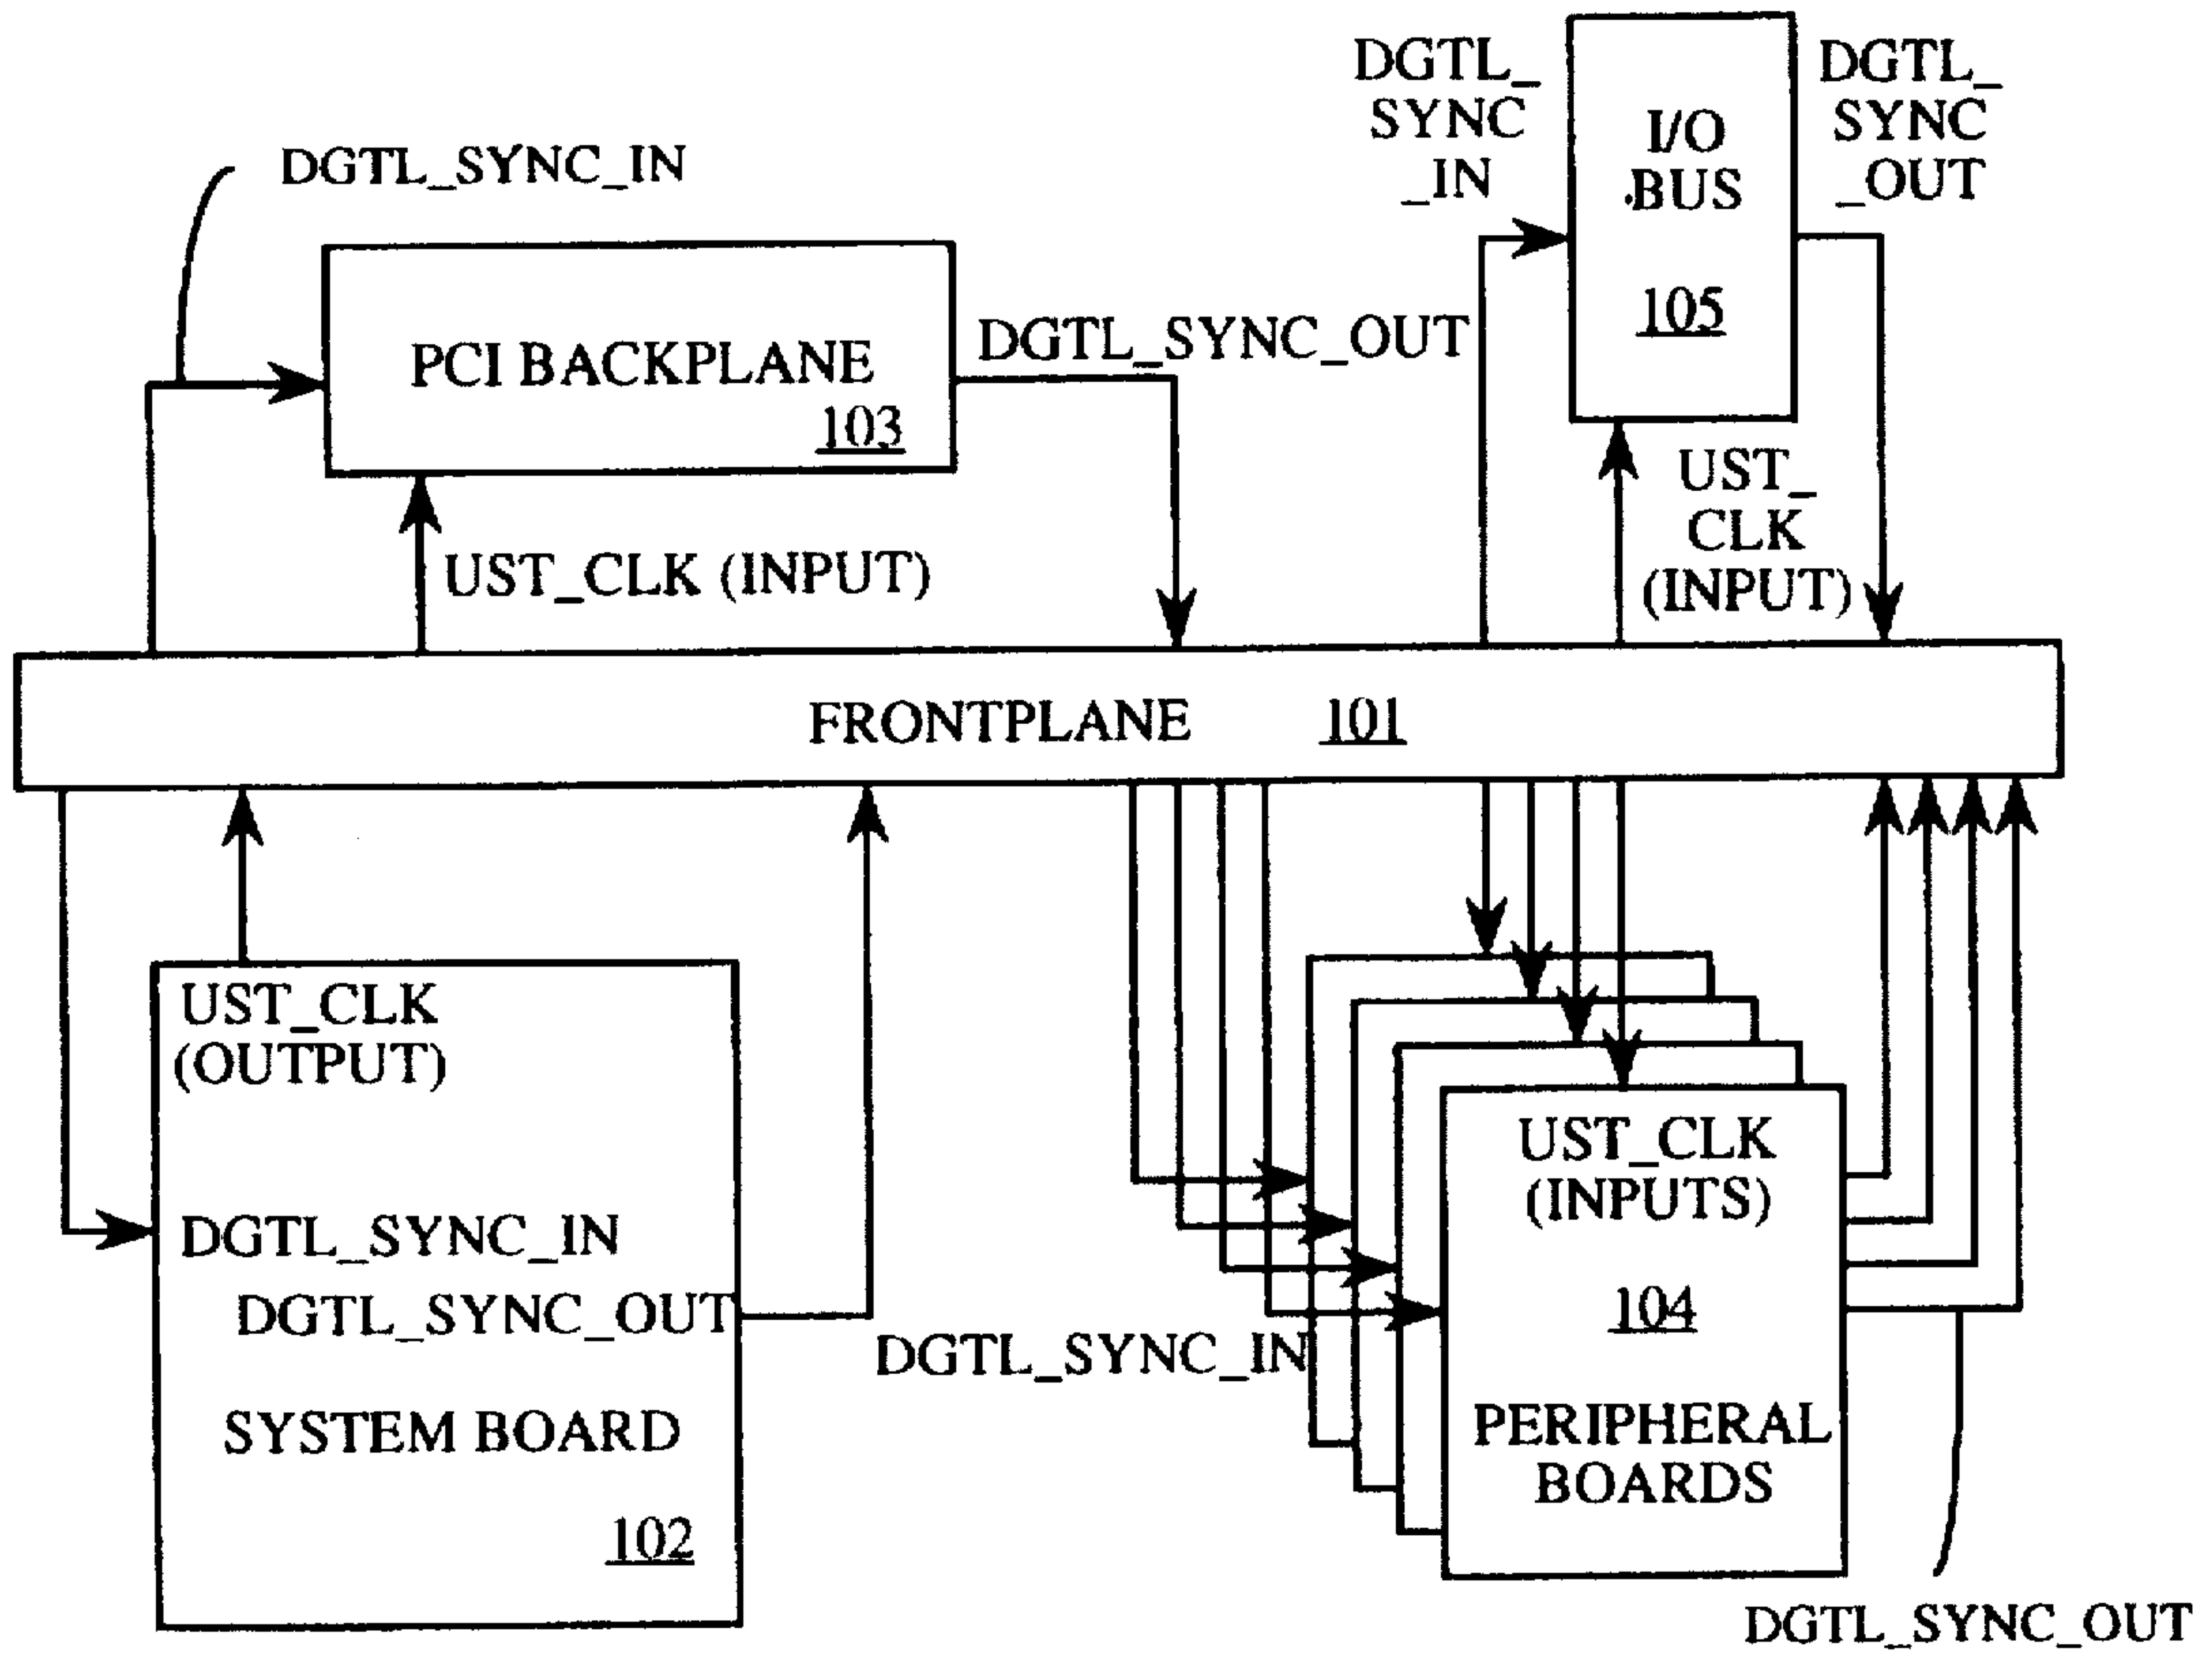 DGTL_SYNC_IN
PCI BACKPLANE
103
DGTL_SYNC_OUT
UST_CLK (INPUT)
DGTL_
SYNC
_IN
I/O
BUS
105
DGTL_
SYNC
_OUT
UST_
CLK
(INPUT)
FRONTPLANE 101
UST_CLK
(OUTPUT)
DGTL_SYNC_IN
DGTL_SYNC_OUT
SYSTEM BOARD
102
DGTL_SYNC_IN
UST_CLK
(INPUTS)
104
PERIPHERAL
BOARDS
DGTL_SYNC_OUT